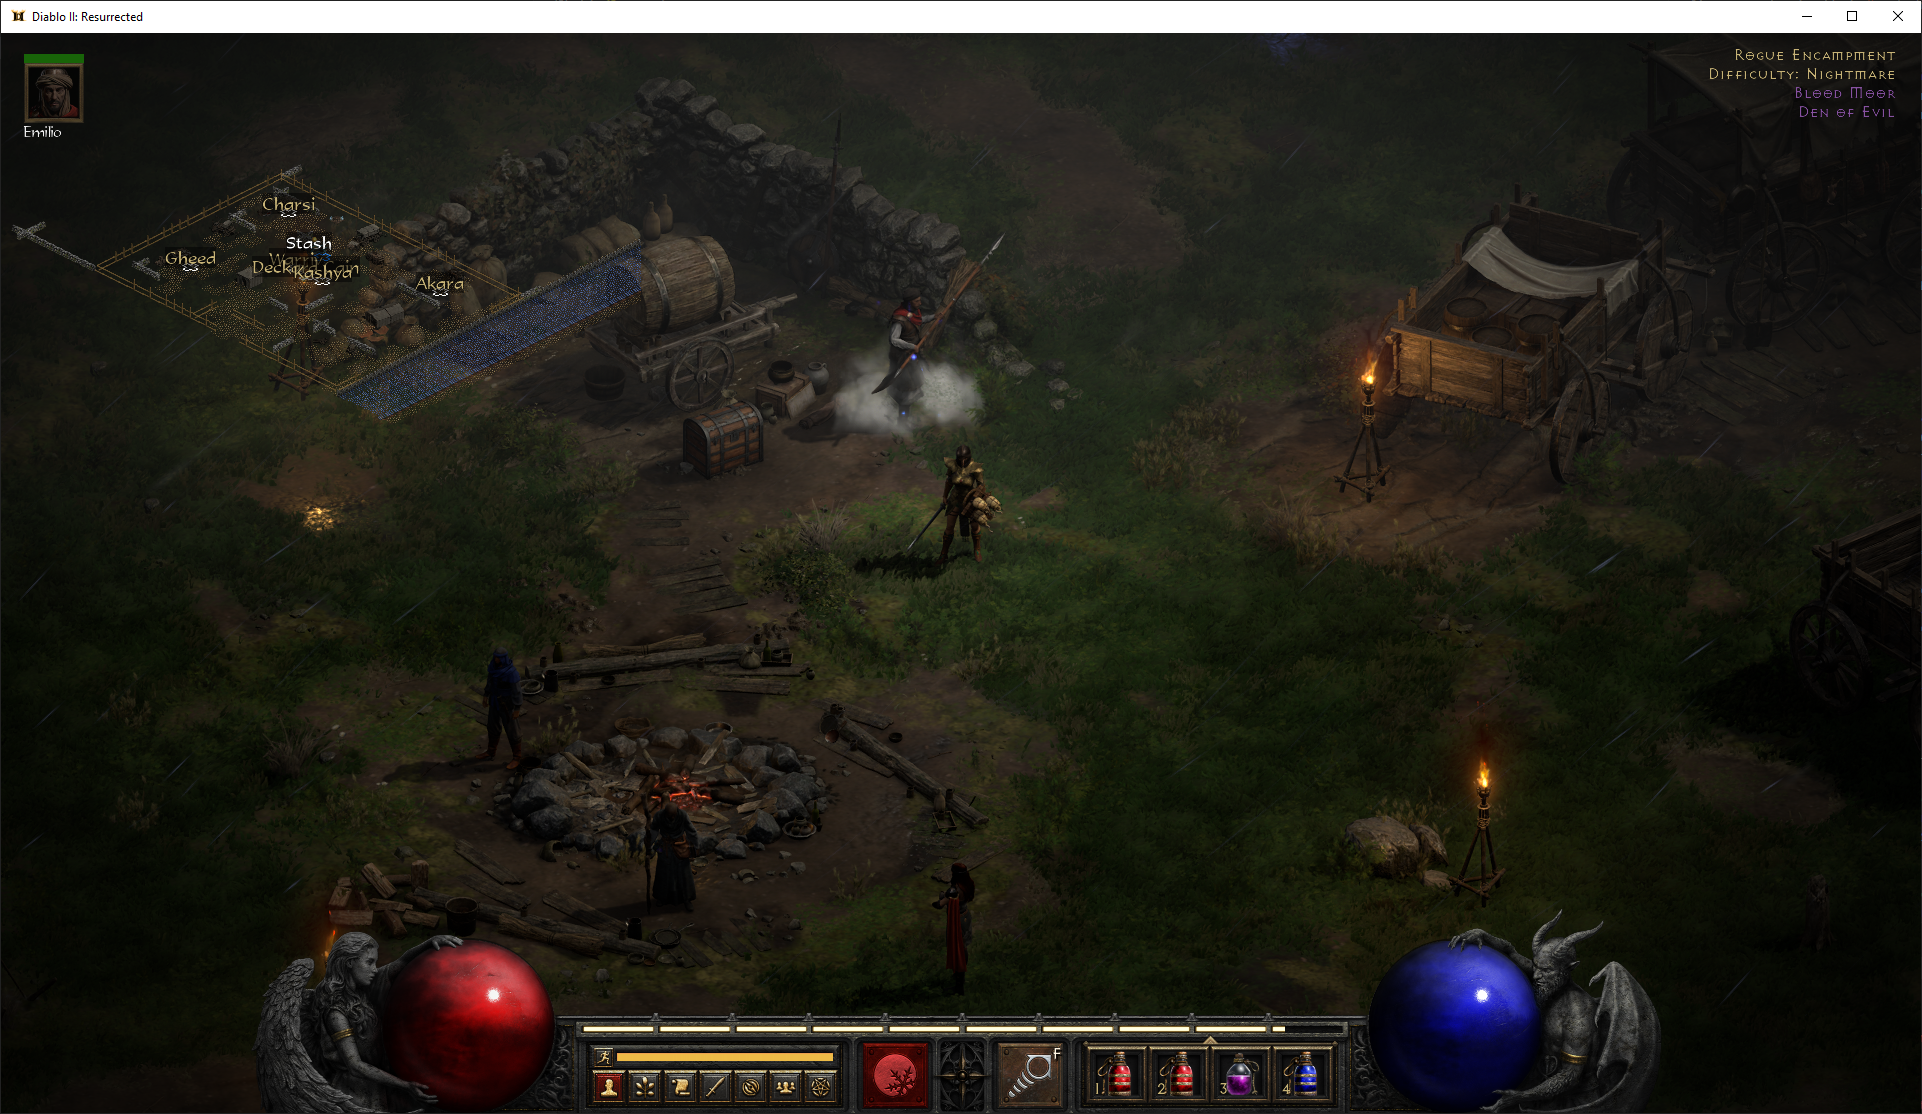 Diablo II: Resurrected
Rogue Encampment
Difficulty: Nightmare
Blood Moor
Den of Evil
Emilio
Charsi
Stash
Gheed
Kashya
Akara
F
1
2
3
4